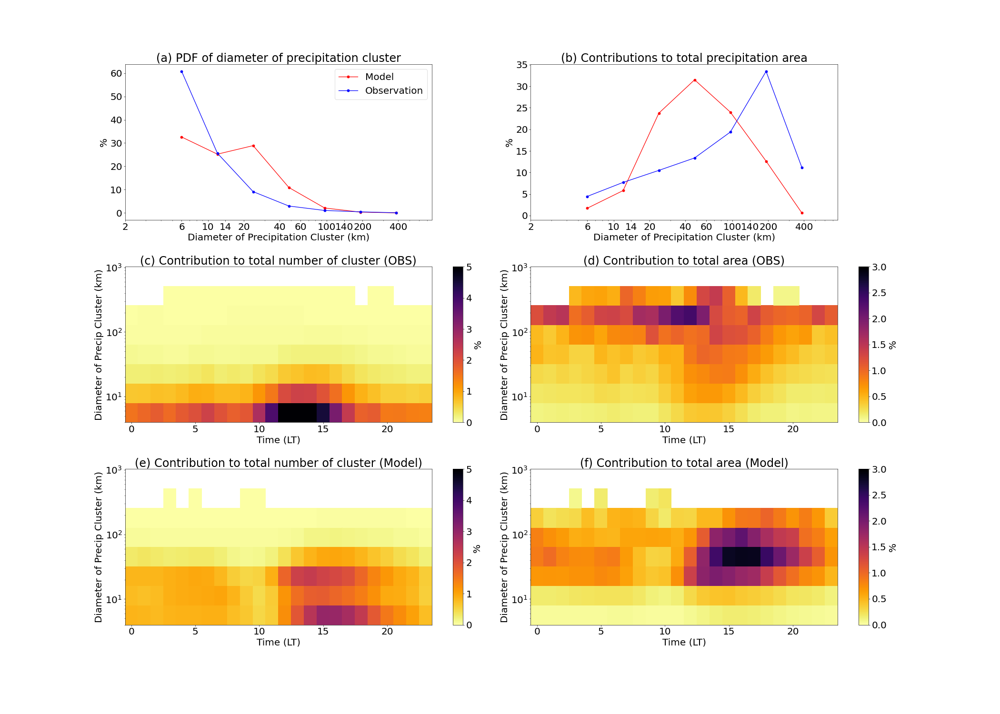 (a) PDF of diameter of precipitation cluster
%
60
50
40
30
20
10
0
Model
Observation
2 6 10 14 20 40 60 100 140 200 400
Diameter of Precipitation Cluster (km)
(b) Contributions to total precipitation area
%
35
30
25
20
15
10
5
0
2 6 10 14 20 40 60 100 140 200 400
Diameter of Precipitation Cluster (km)
(c) Contribution to total number of cluster (OBS)
Diameter of Precip Cluster (km)
10³
10²
10¹
0 5 10 15 20
Time (LT)
5
4
3
2
1
0
%
(d) Contribution to total area (OBS)
Diameter of Precip Cluster (km)
10³
10²
10¹
0 5 10 15 20
Time (LT)
3.0
2.5
2.0
1.5
1.0
0.5
0.0
%
(e) Contribution to total number of cluster (Model)
Diameter of Precip Cluster (km)
10³
10²
10¹
0 5 10 15 20
Time (LT)
5
4
3
2
1
0
%
(f) Contribution to total area (Model)
Diameter of Precip Cluster (km)
10³
10²
10¹
0 5 10 15 20
Time (LT)
3.0
2.5
2.0
1.5
1.0
0.5
0.0
%